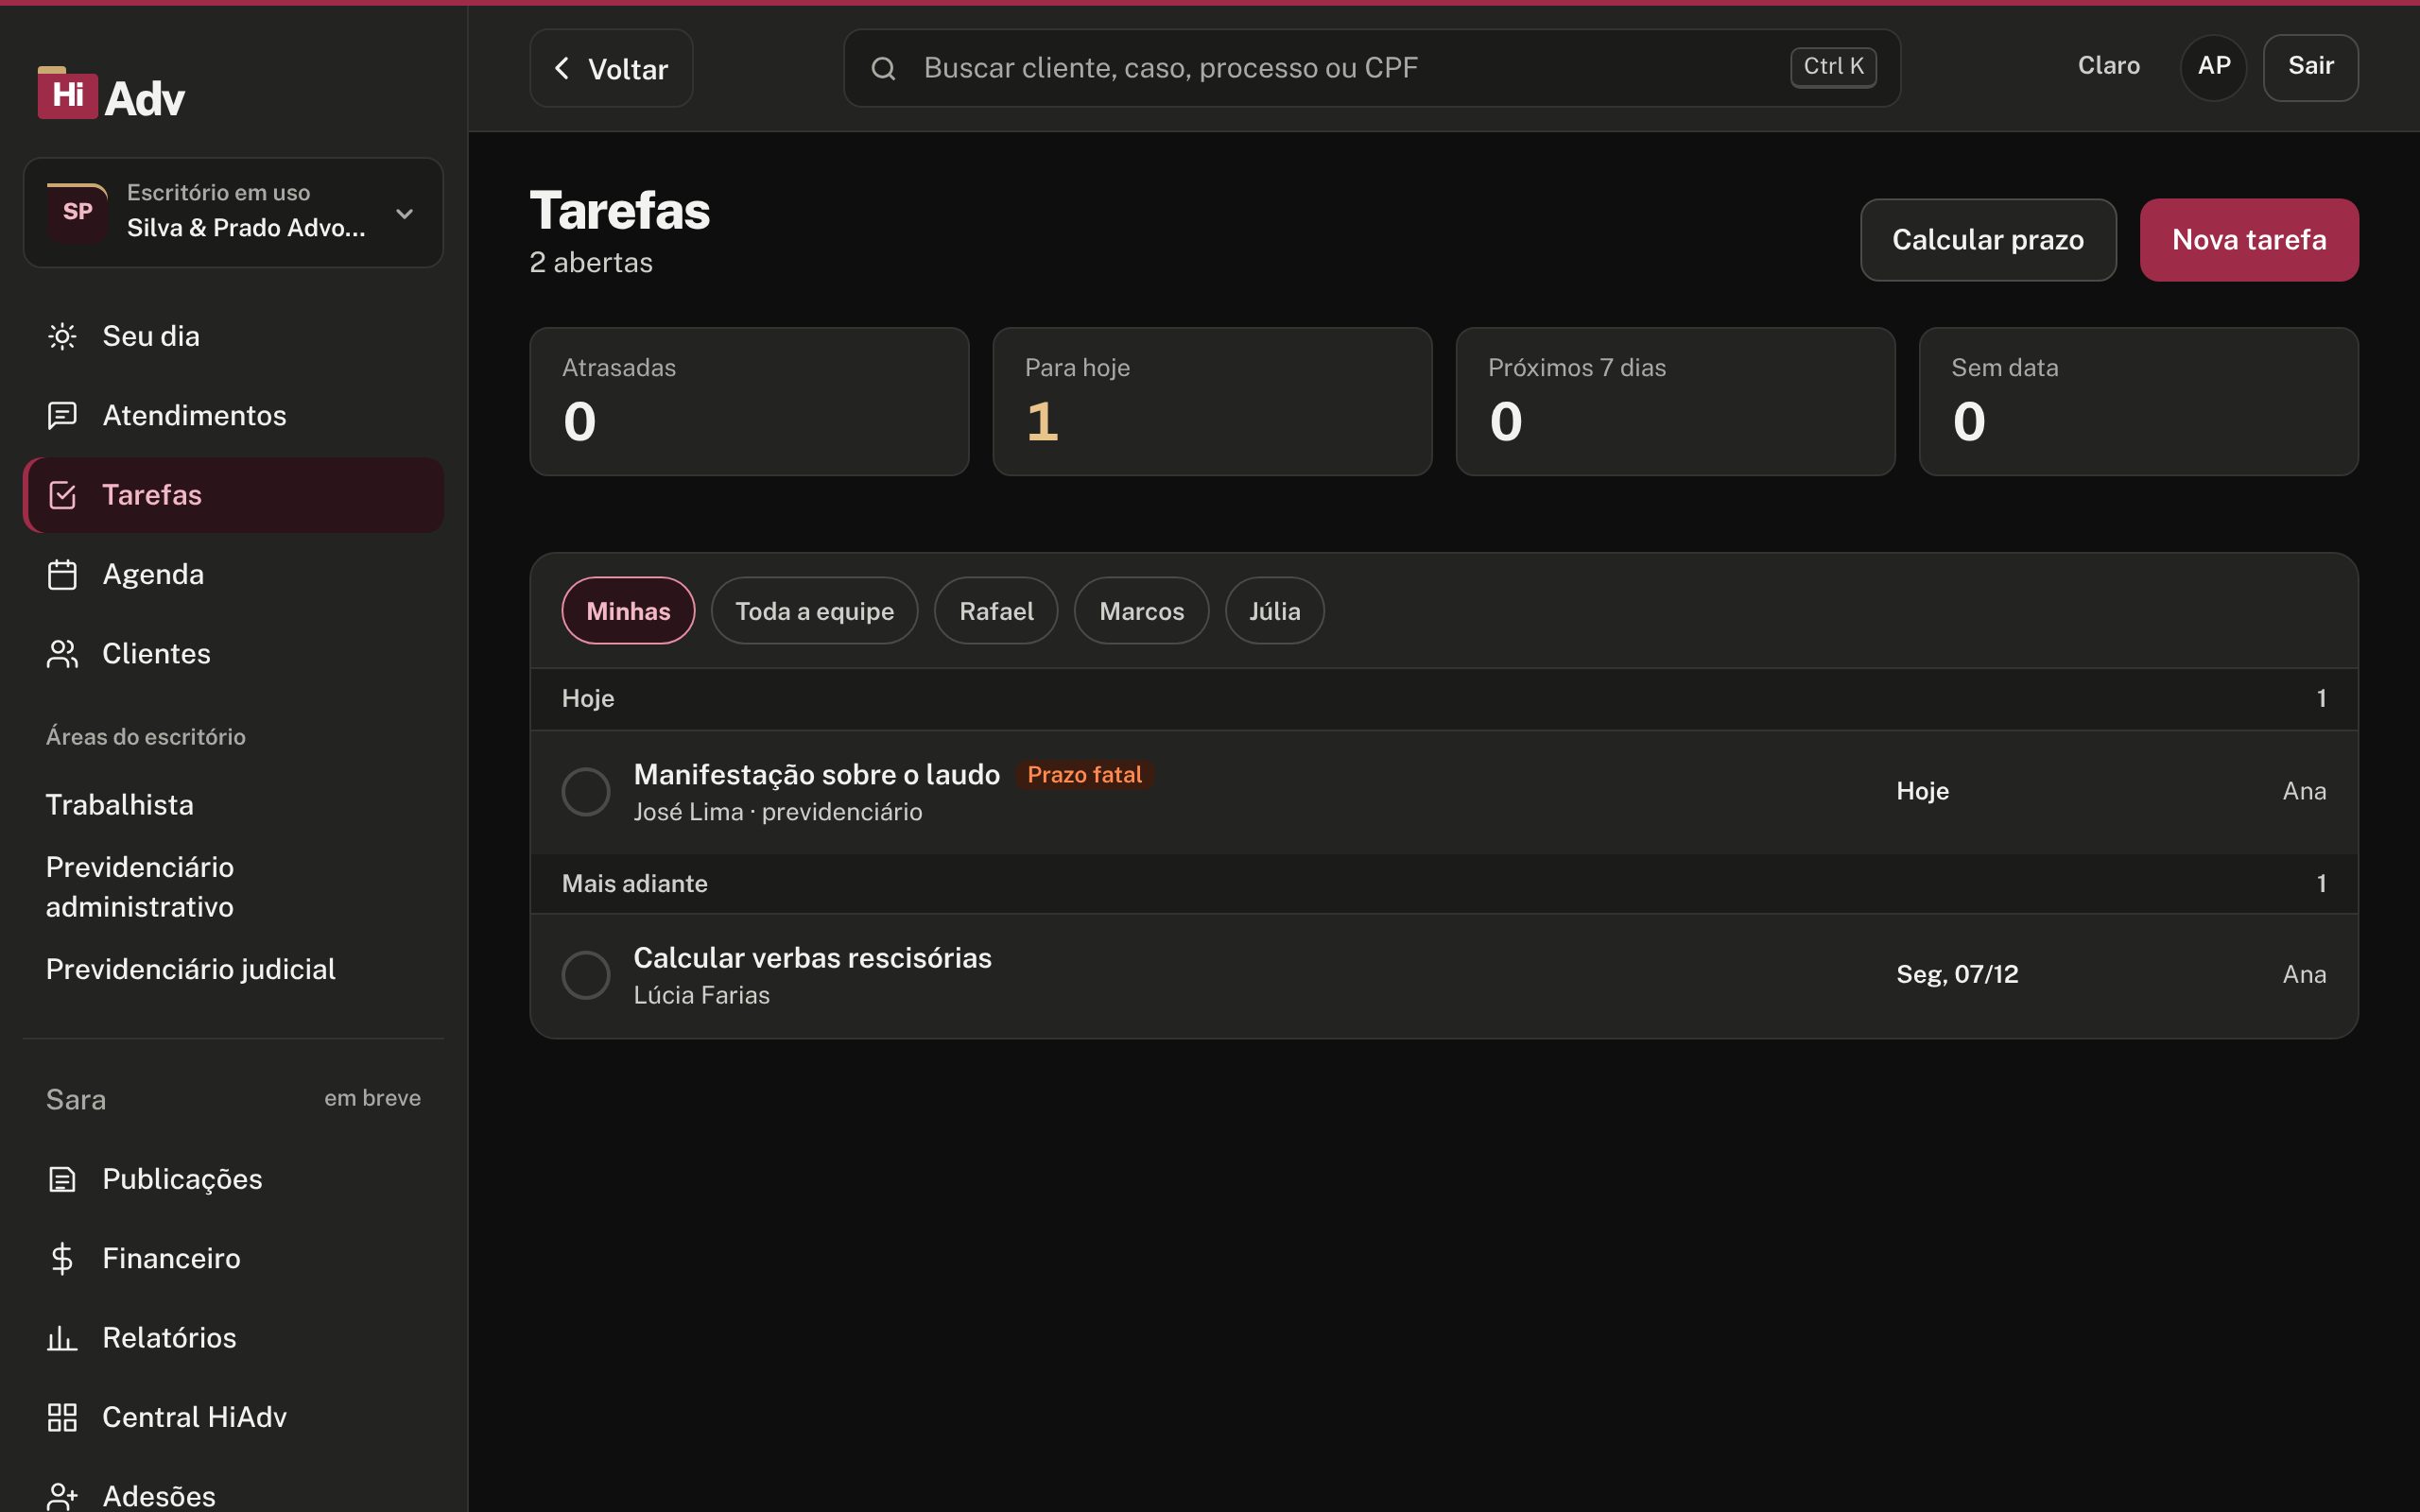 Hi Adv
Escritório em uso
SP
Silva & Prado Advo...
Seu dia
Atendimentos
Tarefas
Agenda
Clientes
Áreas do escritório
Trabalhista
Previdenciário
administrativo
Previdenciário judicial
Sara em breve
Publicações
Financeiro
Relatórios
Central HiAdv
Adesões
Voltar
Buscar cliente, caso, processo ou CPF
Ctrl K
Claro
AP
Sair
Tarefas
2 abertas
Calcular prazo
Nova tarefa
Atrasadas
0
Para hoje
1
Próximos 7 dias
0
Sem data
0
Minhas
Toda a equipe
Rafael
Marcos
Júlia
Hoje 1
Manifestação sobre o laudo Prazo fatal
José Lima · previdenciário
Hoje
Ana
Mais adiante 1
Calcular verbas rescisórias
Lúcia Farias
Seg, 07/12
Ana